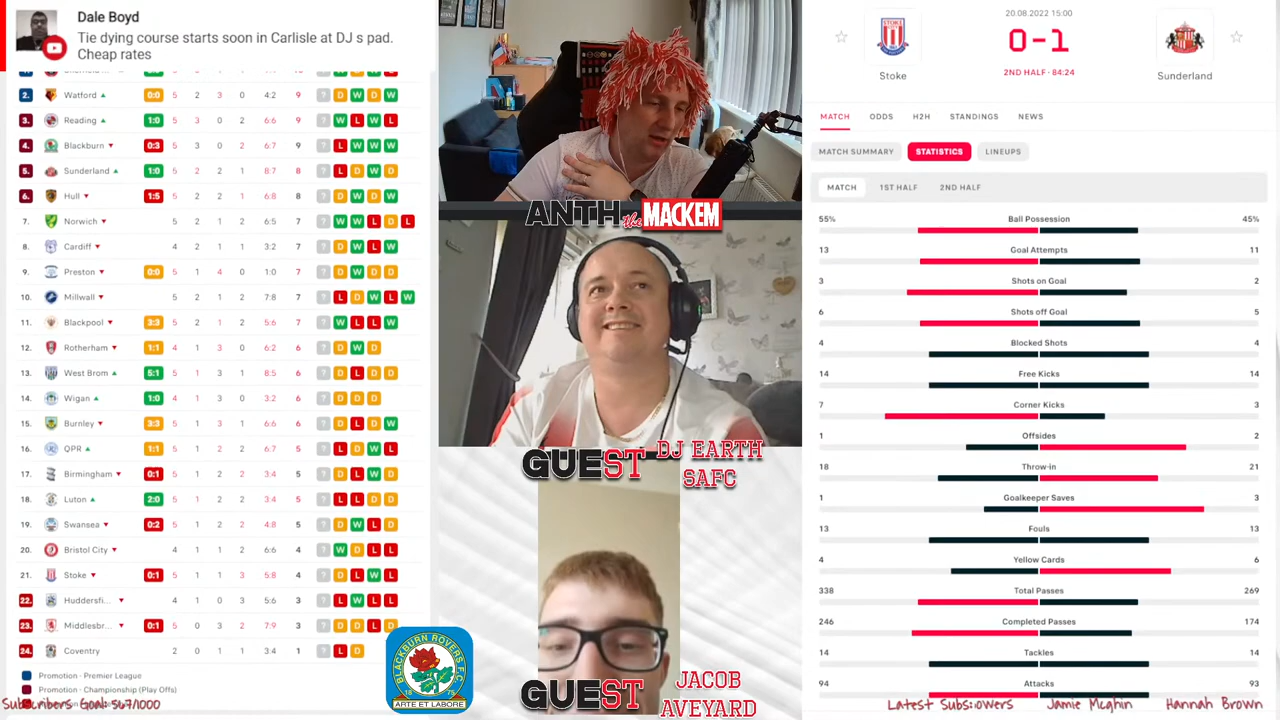 Dale Boyd
Tie dying course starts soon in Carlisle at DJ s pad.
Cheap rates
2. Watford 0:0 5 2 3 0 4:2 9 ? D W D W
3. Reading 1:0 5 3 0 2 6:6 9 ? W L W L
4. Blackburn 0:3 5 3 0 2 6:7 9 ? L W W W
5. Sunderland 1:0 5 2 2 1 8:7 8 ? L D W D
6. Hull 1:5 5 2 2 1 6:8 8 ? D W D W
7. Norwich 5 2 1 2 6:5 7 ? W W L D L
8. Cardiff 4 2 1 1 3:2 7 ? D W L W
9. Preston 0:0 5 1 4 0 1:0 7 ? D W D D
10. Millwall 5 2 1 2 7:8 7 ? L D W L W
11. Blackpool 3:3 5 2 1 2 5:6 7 ? W L L W
12. Rotherham 1:1 4 1 3 0 6:2 6 ? D W D
13. West Brom 5:1 5 1 3 1 8:5 6 ? D L D D
14. Wigan 1:0 4 1 3 0 3:2 6 ? D D D
15. Burnley 3:3 5 1 3 1 6:6 6 ? D L D W
16. QPR 1:1 5 1 2 2 6:7 5 ? L D W L
17. Birmingham 0:1 5 1 2 2 3:4 5 ? D L W D
18. Luton 2:0 5 1 2 2 3:4 5 ? L L D D
19. Swansea 0:2 5 1 2 2 4:8 5 ? D W L D
20. Bristol City 4 1 1 2 6:6 4 ? W D L L
21. Stoke 0:1 5 1 1 3 5:8 4 ? D L W L
22. Huddersfi... 4 1 0 3 5:6 3 ? L W L L
23. Middlesbr... 0:1 5 0 3 2 7:9 3 ? D D L D
24. Coventry 2 0 1 1 3:4 1 ? L D
Promotion - Premier League
Promotion - Championship (Play Offs)
Subscribers Goal: 567/1000
ANTH the MACKEM
GUEST DJ EARTH
SAFC
BLACKBURN ROVERS F.C.
18 75
ARTE ET LABORE
GUEST JACOB
AVEYARD
20.08.2022 15:00
STOKE
0-1
2ND HALF - 84:24
Stoke Sunderland
MATCH ODDS H2H STANDINGS NEWS
MATCH SUMMARY STATISTICS LINEUPS
MATCH 1ST HALF 2ND HALF
55% Ball Possession 45%
13 Goal Attempts 11
3 Shots on Goal 2
6 Shots off Goal 5
4 Blocked Shots 4
14 Free Kicks 14
7 Corner Kicks 3
1 Offsides 2
18 Throw-in 21
1 Goalkeeper Saves 3
13 Fouls 13
4 Yellow Cards 6
338 Total Passes 269
246 Completed Passes 174
14 Tackles 14
94 Attacks 93
Latest Subs:owers Jamie Mcghin Hannah Brown